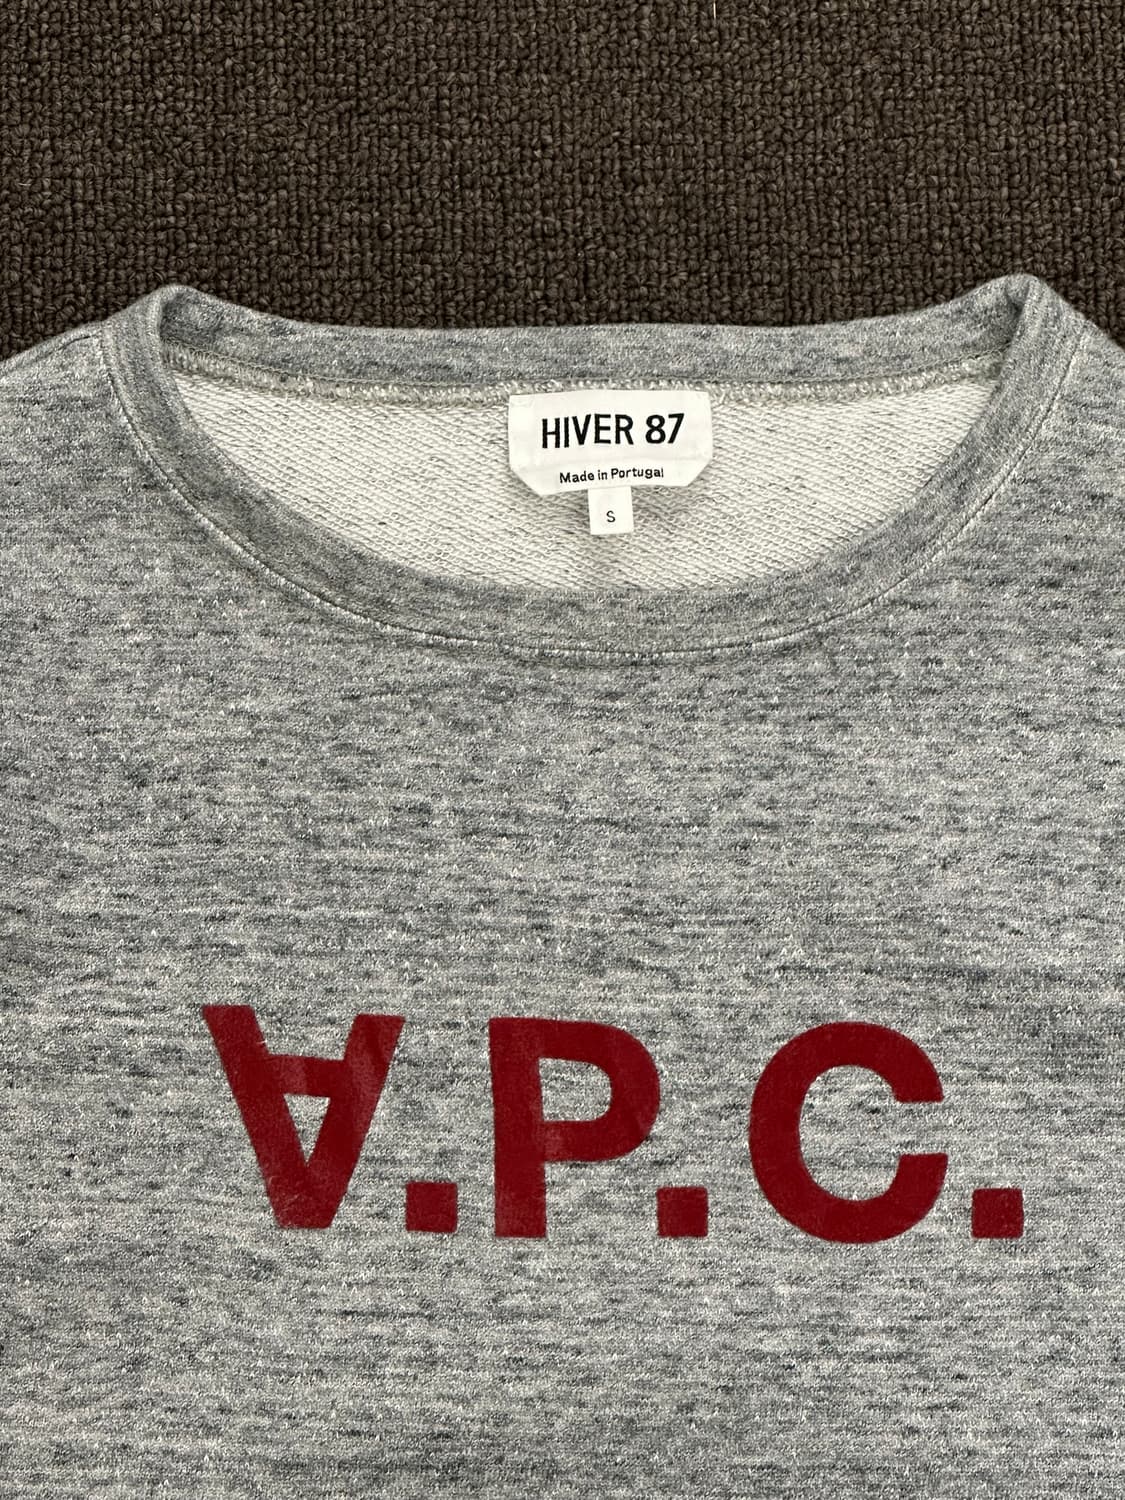 HIVER 87
Made in Portugal
S
A.P.C.